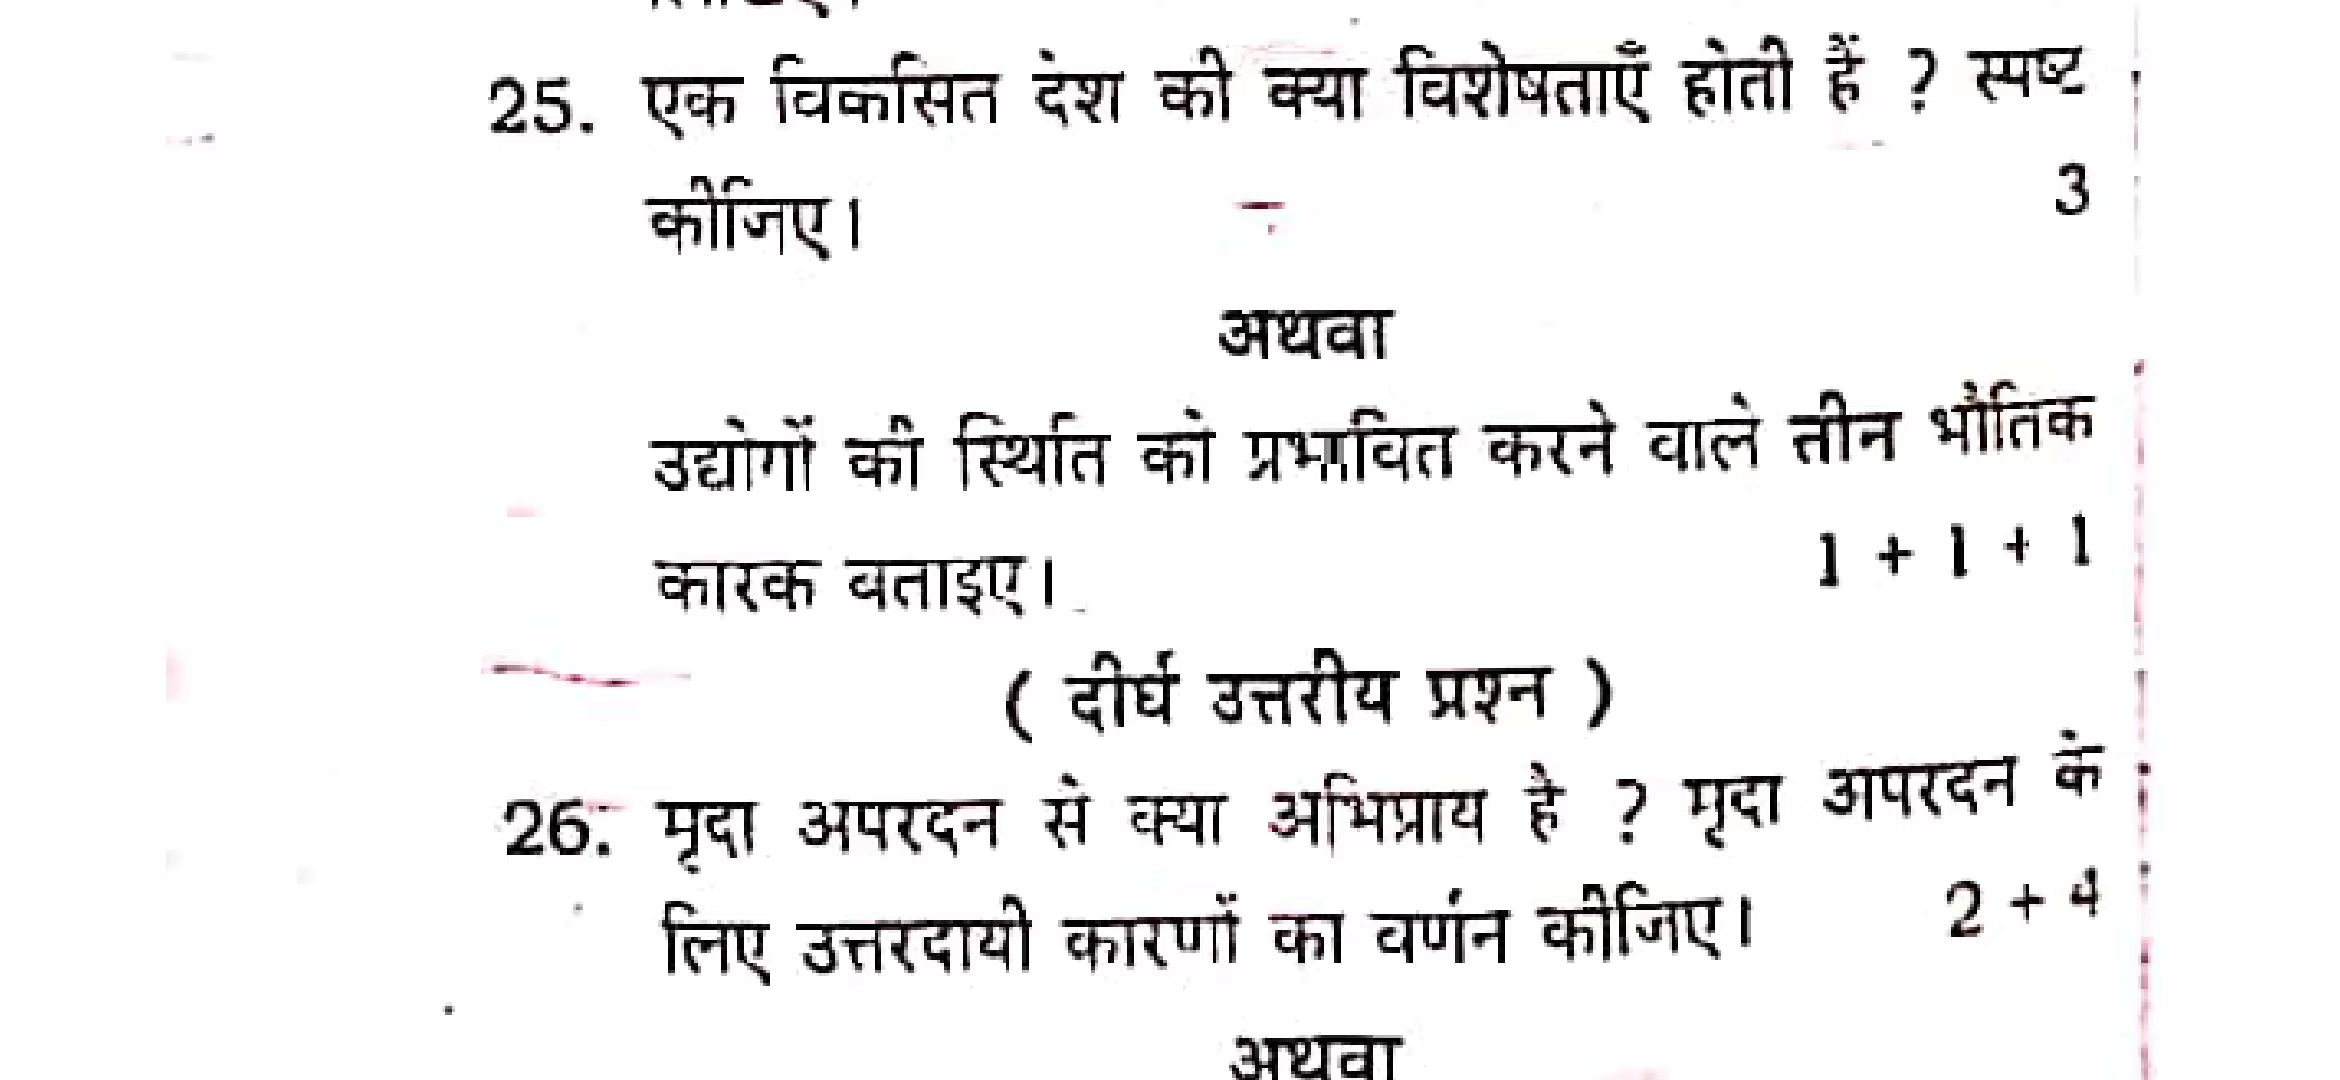 25. एक विकसित देश की क्या विशेषताएँ होती हैं ? स्पष्ट
कीजिए। 3
अथवा
उद्योगों की स्थिति को प्रभावित करने वाले तीन भौतिक
कारक बताइए। 1 + 1 + 1
( दीर्घ उत्तरीय प्रश्न )
26. मृदा अपरदन से क्या अभिप्राय है ? मृदा अपरदन के
लिए उत्तरदायी कारणों का वर्णन कीजिए। 2 + 4
अथवा